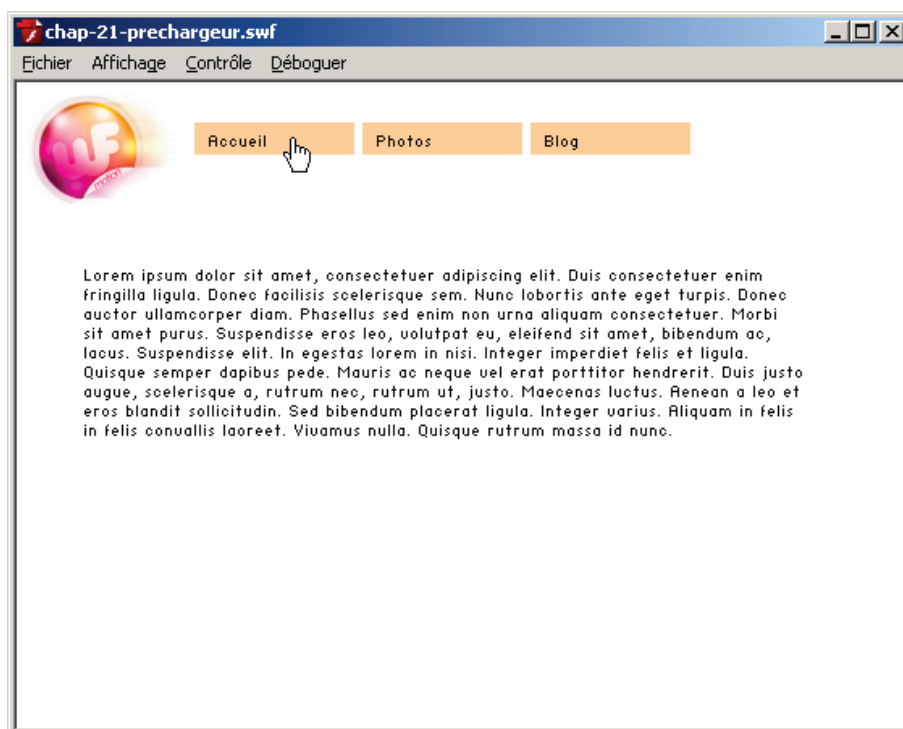 chap-21-prechargeur.swf
Fichier Affichage Contrôle Déboguer
WF
motion
Accueil Photos Blog
Lorem ipsum dolor sit amet, consectetuer adipiscing elit. Duis consectetuer enim
fringilla ligula. Donec facilisis scelerisque sem. Nunc lobortis ante eget turpis. Donec
auctor ullamcorper diam. Phasellus sed enim non urna aliquam consectetuer. Morbi
sit amet purus. Suspendisse eros leo, volutpat eu, eleifend sit amet, bibendum ac,
lacus. Suspendisse elit. In egestas lorem in nisi. Integer imperdiet felis et ligula.
Quisque semper dapibus pede. Mauris ac neque vel erat porttitor hendrerit. Duis justo
augue, scelerisque a, rutrum nec, rutrum ut, justo. Maecenas luctus. Aenean a leo et
eros blandit sollicitudin. Sed bibendum placerat ligula. Integer varius. Aliquam in felis
in felis convallis laoreet. Vivamus nulla. Quisque rutrum massa id nunc.